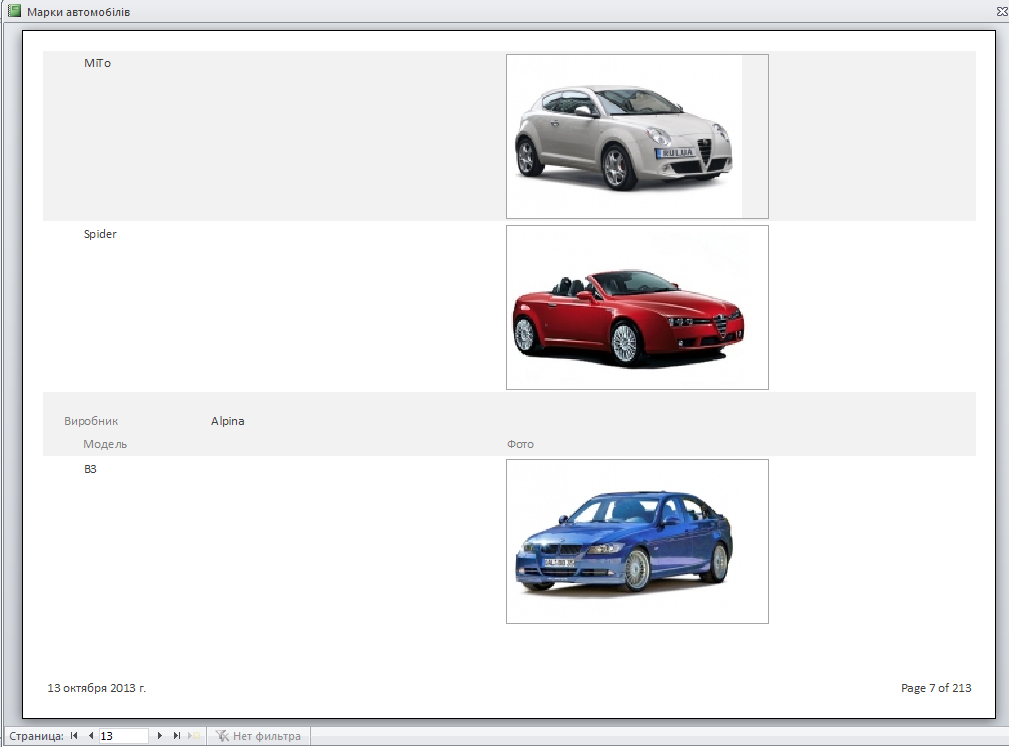 Марки автомобілів
MiTo
RULUA
Spider
Виробник Alpina
Модель Фото
B3
13 октября 2013 г. Page 7 of 213
Страница: 13 Нет фильтра